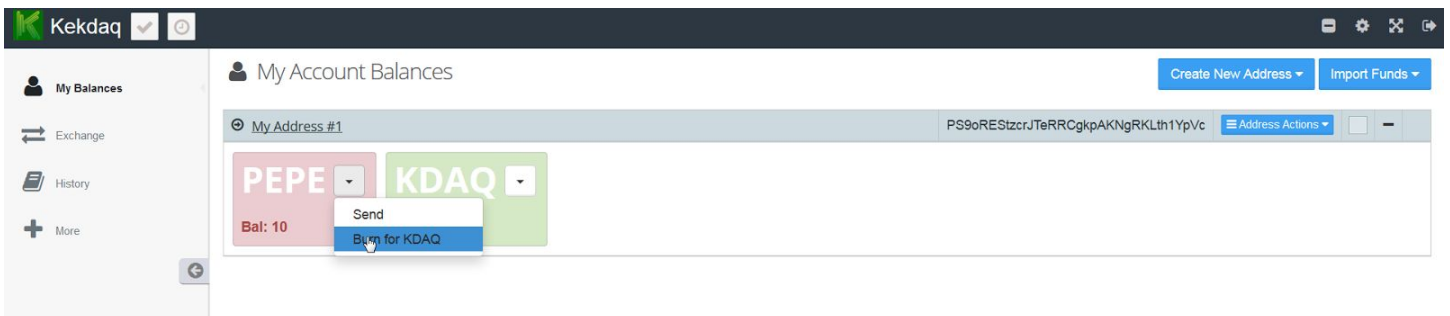 Kekdaq
My Balances
Exchange
History
More
My Account Balances
Create New Address
Import Funds
My Address #1
PS9oREStzcrJTeRRCgkpAKNgRKLth1YpVc
Address Actions
PEPE
Bal: 10
KDAQ
Send
Burn for KDAQ